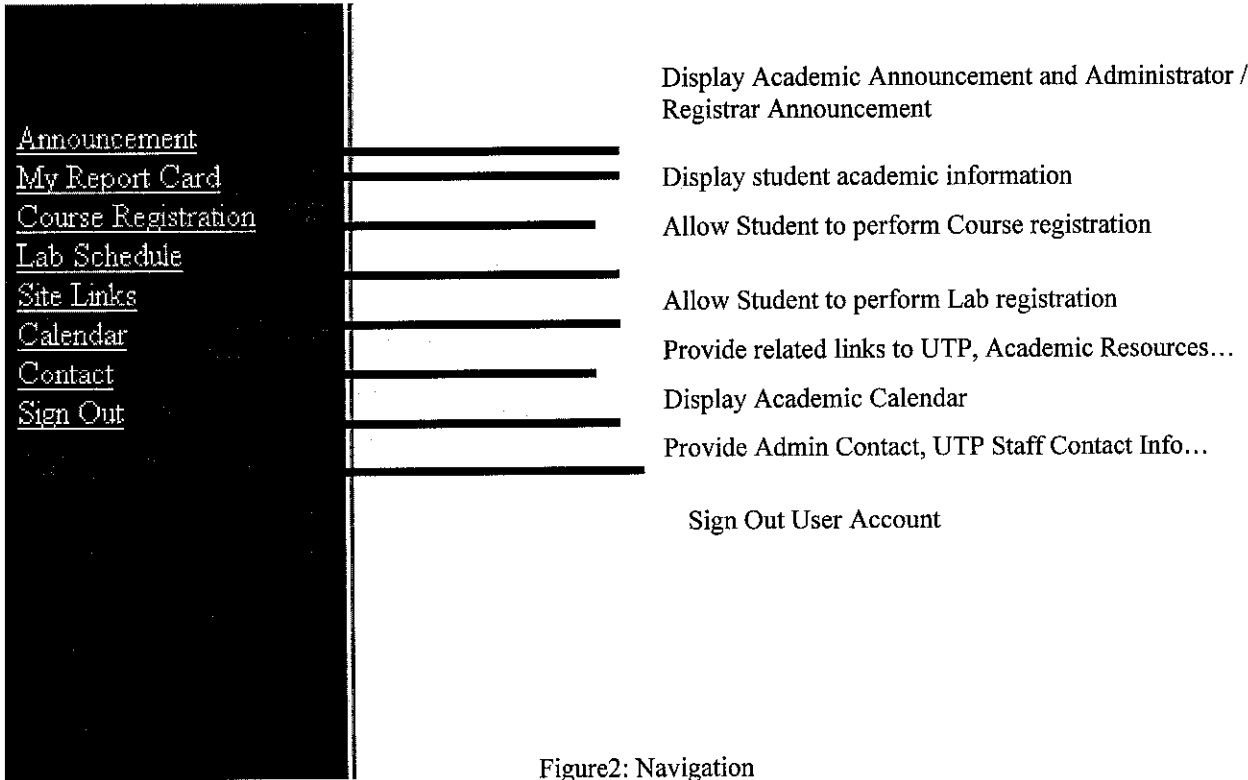 Announcement
My Report Card
Course Registration
Lab Schedule
Site Links
Calendar
Contact
Sign Out
Display Academic Announcement and Administrator /
Registrar Announcement
Display student academic information
Allow Student to perform Course registration
Allow Student to perform Lab registration
Provide related links to UTP, Academic Resources…
Display Academic Calendar
Provide Admin Contact, UTP Staff Contact Info…
Sign Out User Account
Figure2: Navigation